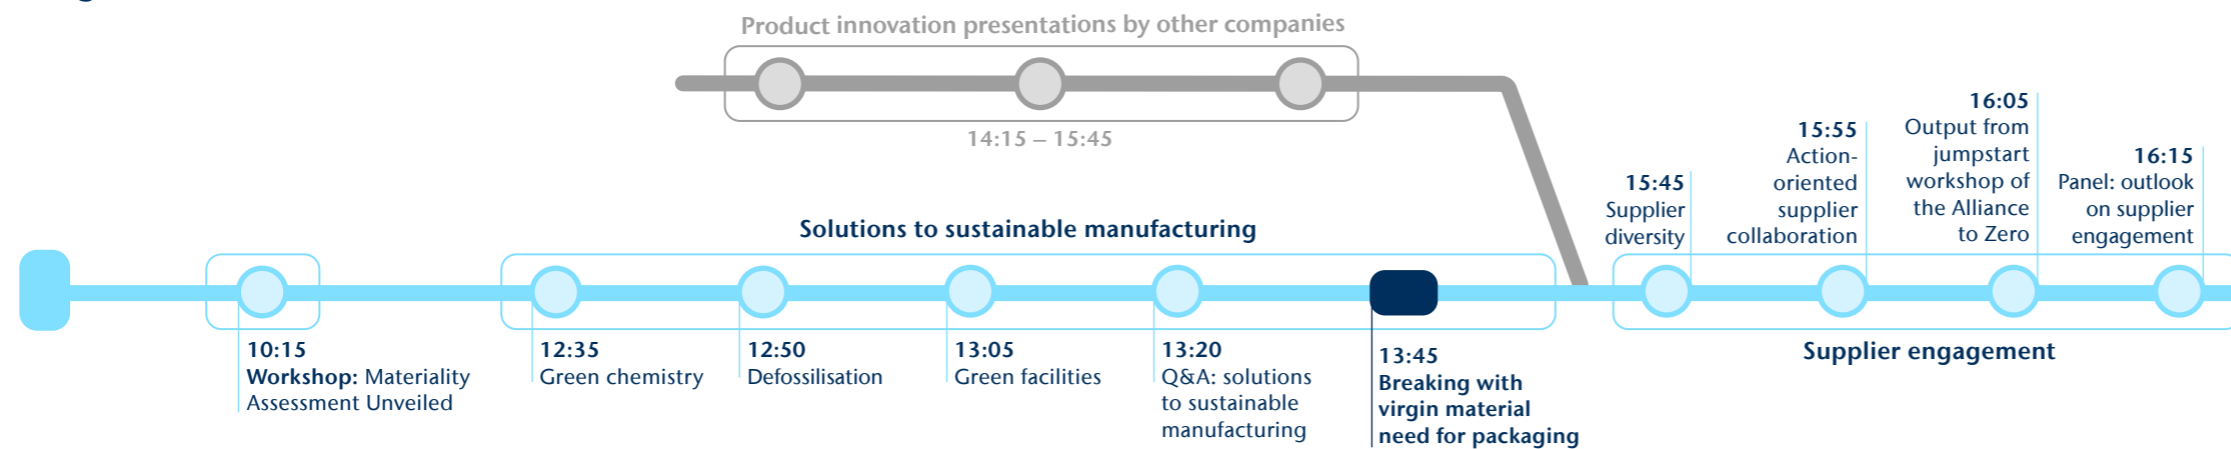 Product innovation presentations by other companies
14:15 – 15:45
Solutions to sustainable manufacturing
10:15
Workshop: Materiality
Assessment Unveiled
12:35
Green chemistry
12:50
Defossilisation
13:05
Green facilities
13:20
Q&A: solutions
to sustainable
manufacturing
13:45
Breaking with
virgin material
need for packaging
15:45
Supplier
diversity
15:55
Action-
oriented
supplier
collaboration
16:05
Output from
jumpstart
workshop of
the Alliance
to Zero
16:15
Panel: outlook
on supplier
engagement
Supplier engagement